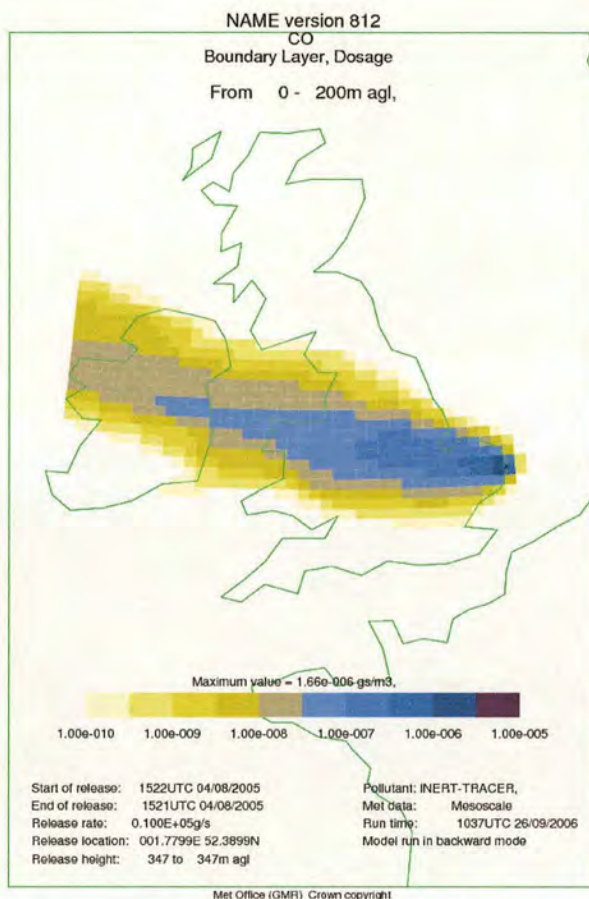 NAME version 812
CO
Boundary Layer, Dosage
From 0 - 200m agl,
Maximum value = 1.66e-006 gs/m3,
1.00e-010 1.00e-009 1.00e-008 1.00e-007 1.00e-006 1.00e-005
Start of release: 1522UTC 04/08/2005
Pollutant: INERT-TRACER,
End of release: 1521UTC 04/08/2005
Met data: Mesoscale
Release rate: 0.100E+05g/s
Run time: 1037UTC 26/09/2006
Release location: 001.7799E 52.3899N
Model run in backward mode
Release height: 347 to 347m agl
Met Office (GMR) Crown copyright